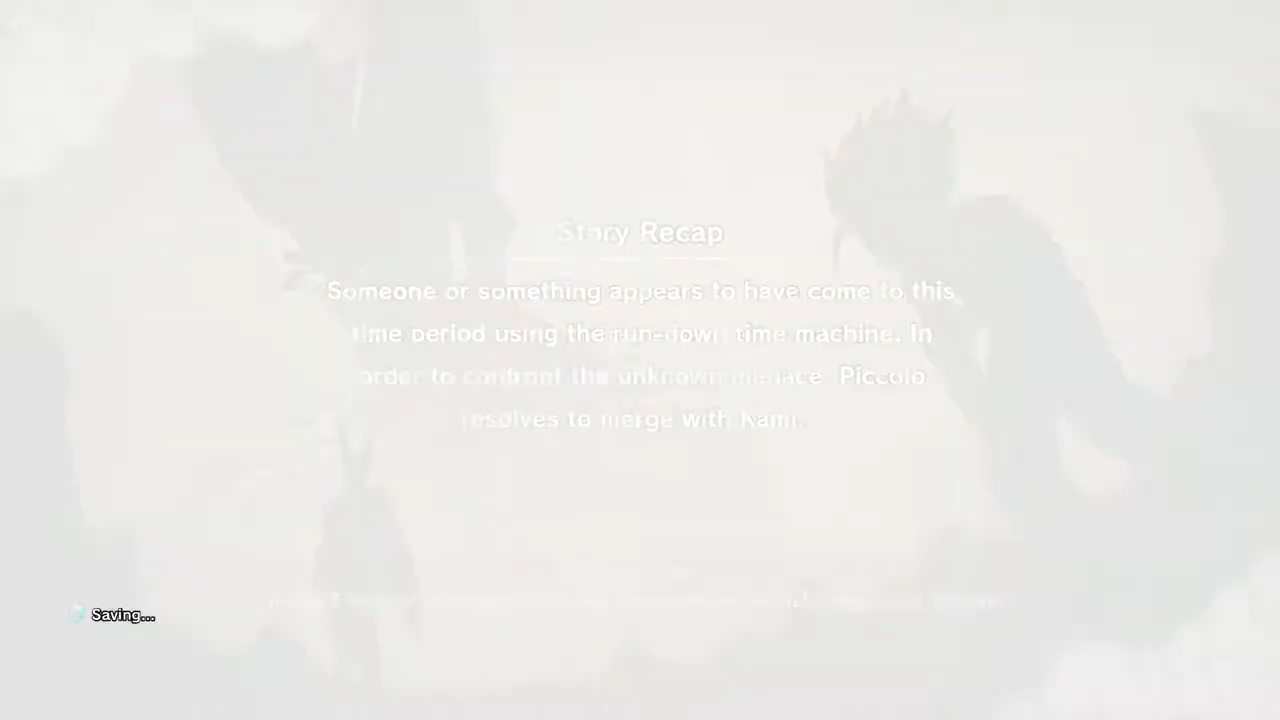 Story Recap
Someone or something appears to have come to this
time period using the run-down time machine. In
order to confront the unknown menace, Piccolo
resolves to merge with Kami.
Saving...